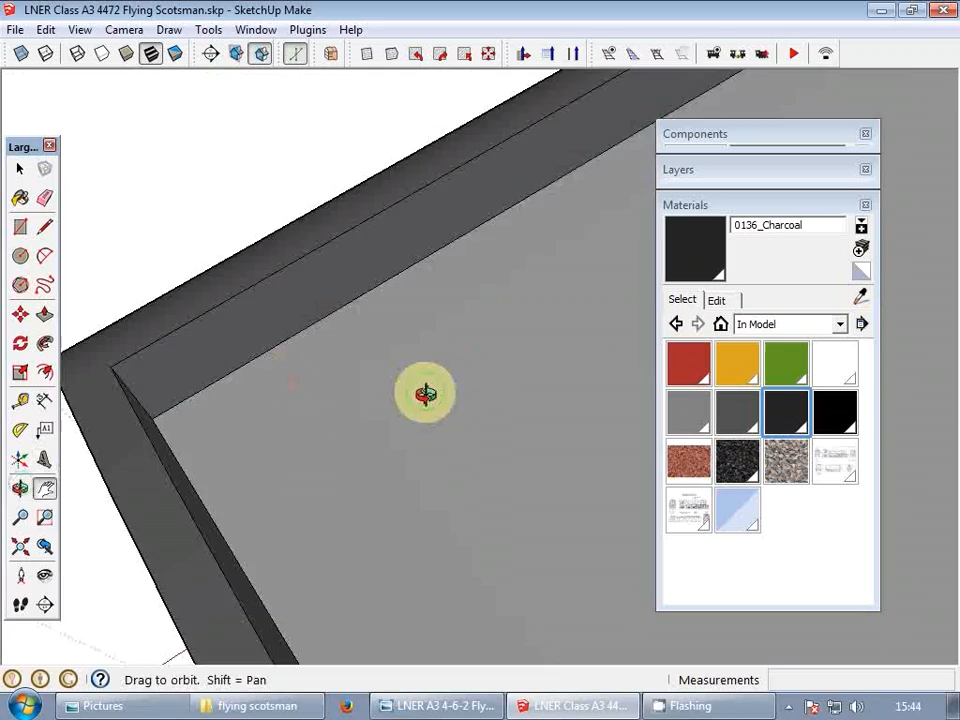 LNER Class A3 4472 Flying Scotsman.skp - SketchUp Make
File Edit View Camera Draw Tools Window Plugins Help
Larg...
Components
Layers
Materials
0136_Charcoal
Select Edit
In Model
A1
Drag to orbit. Shift = Pan
Measurements
Pictures
flying scotsman
LNER A3 4-6-2 Fly...
LNER Class A3 44...
Flashing
15:44